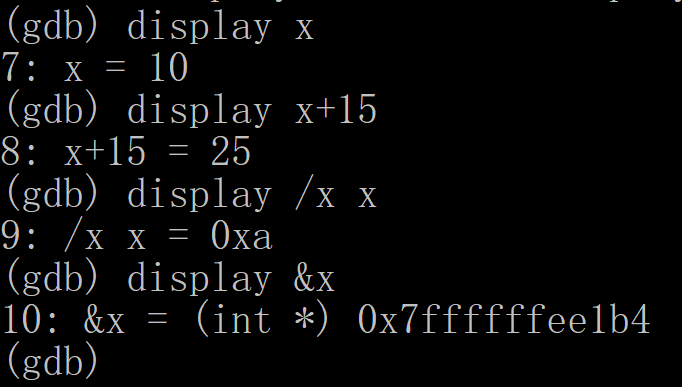 (gdb) display x
7: x = 10
(gdb) display x+15
8: x+15 = 25
(gdb) display /x x
9: /x x = 0xa
(gdb) display &x
10: &x = (int *) 0x7ffffffee1b4
(gdb)